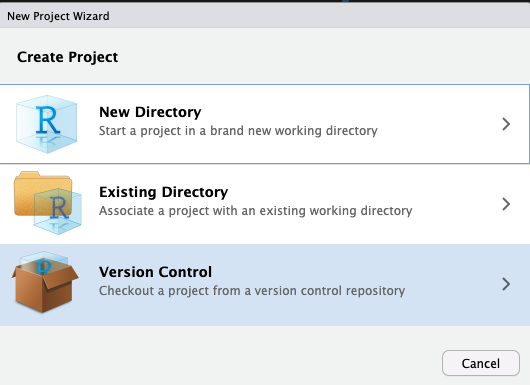 New Project Wizard
Create Project
New Directory
Start a project in a brand new working directory
Existing Directory
Associate a project with an existing working directory
Version Control
Checkout a project from a version control repository
Cancel